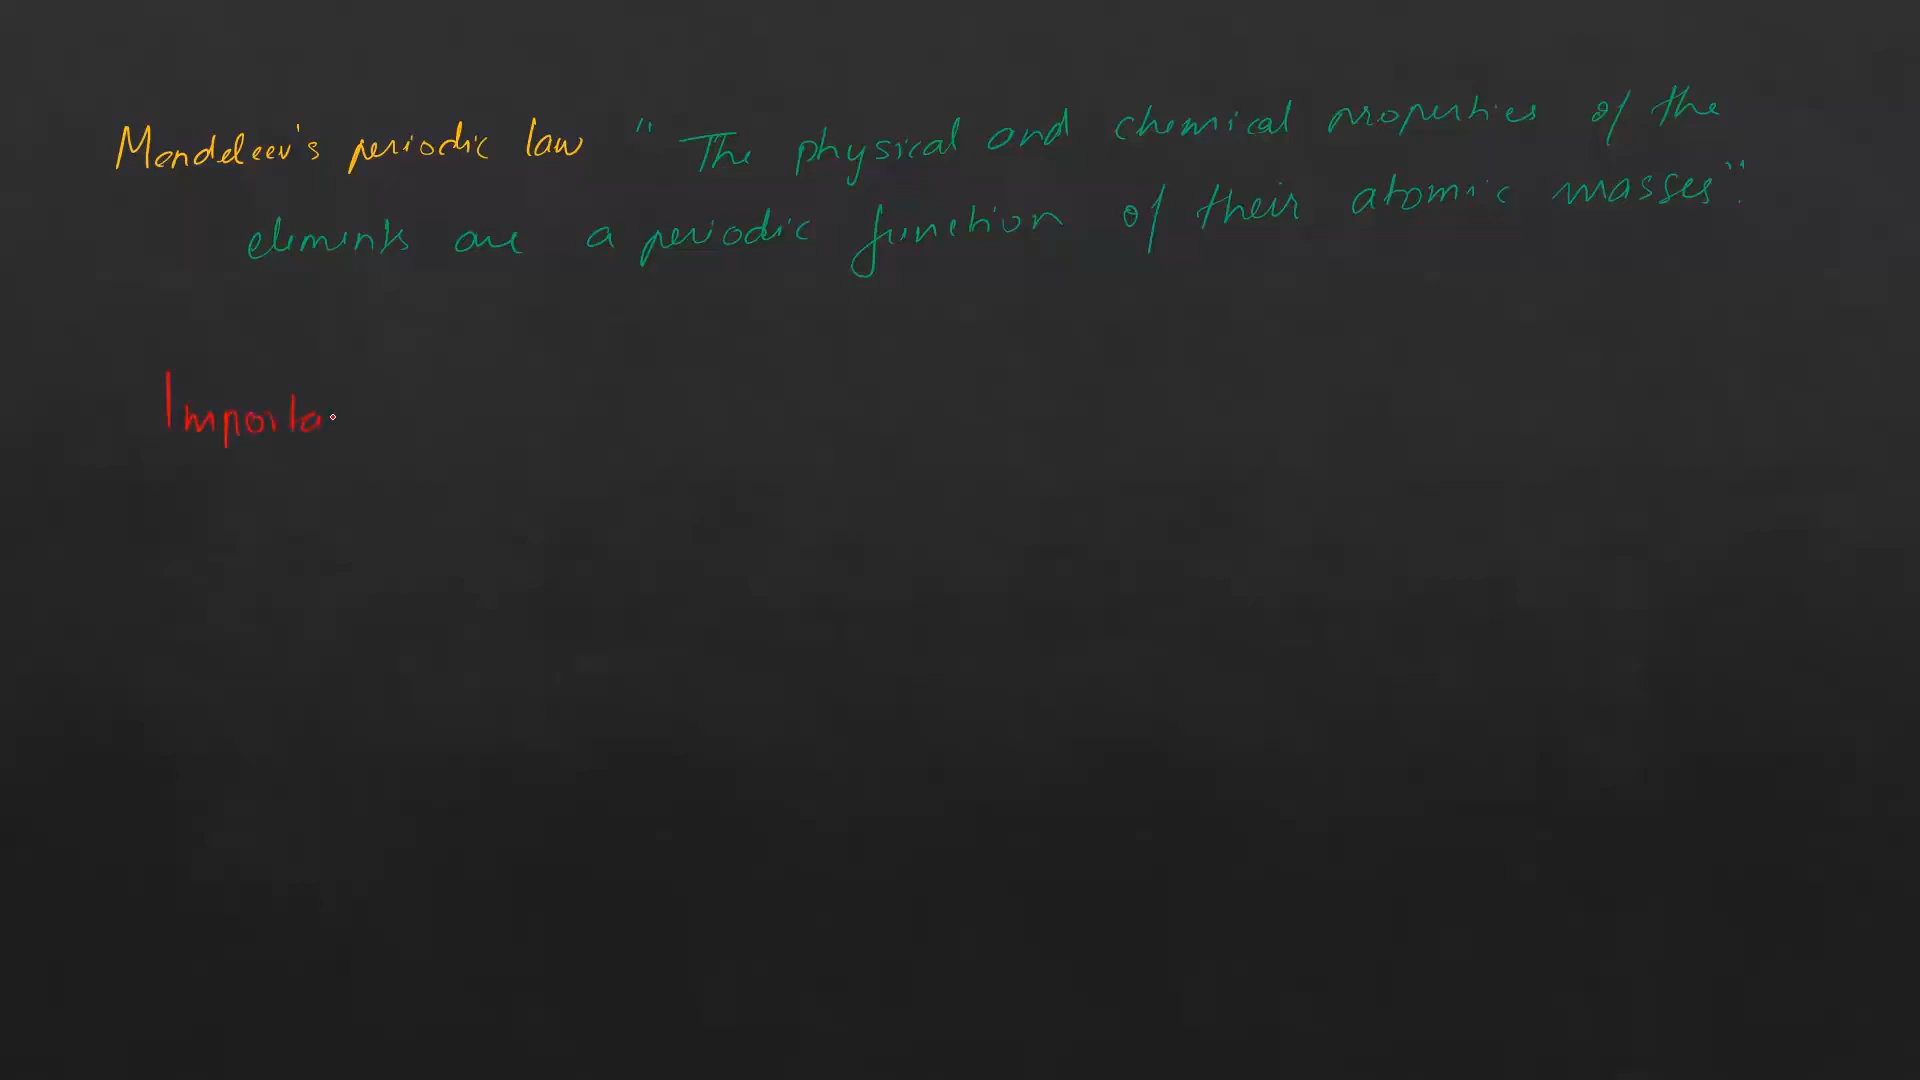 Mendeleev's periodic law " The physical and chemical properties of the
elements are a periodic function of their atomic masses".
Importa